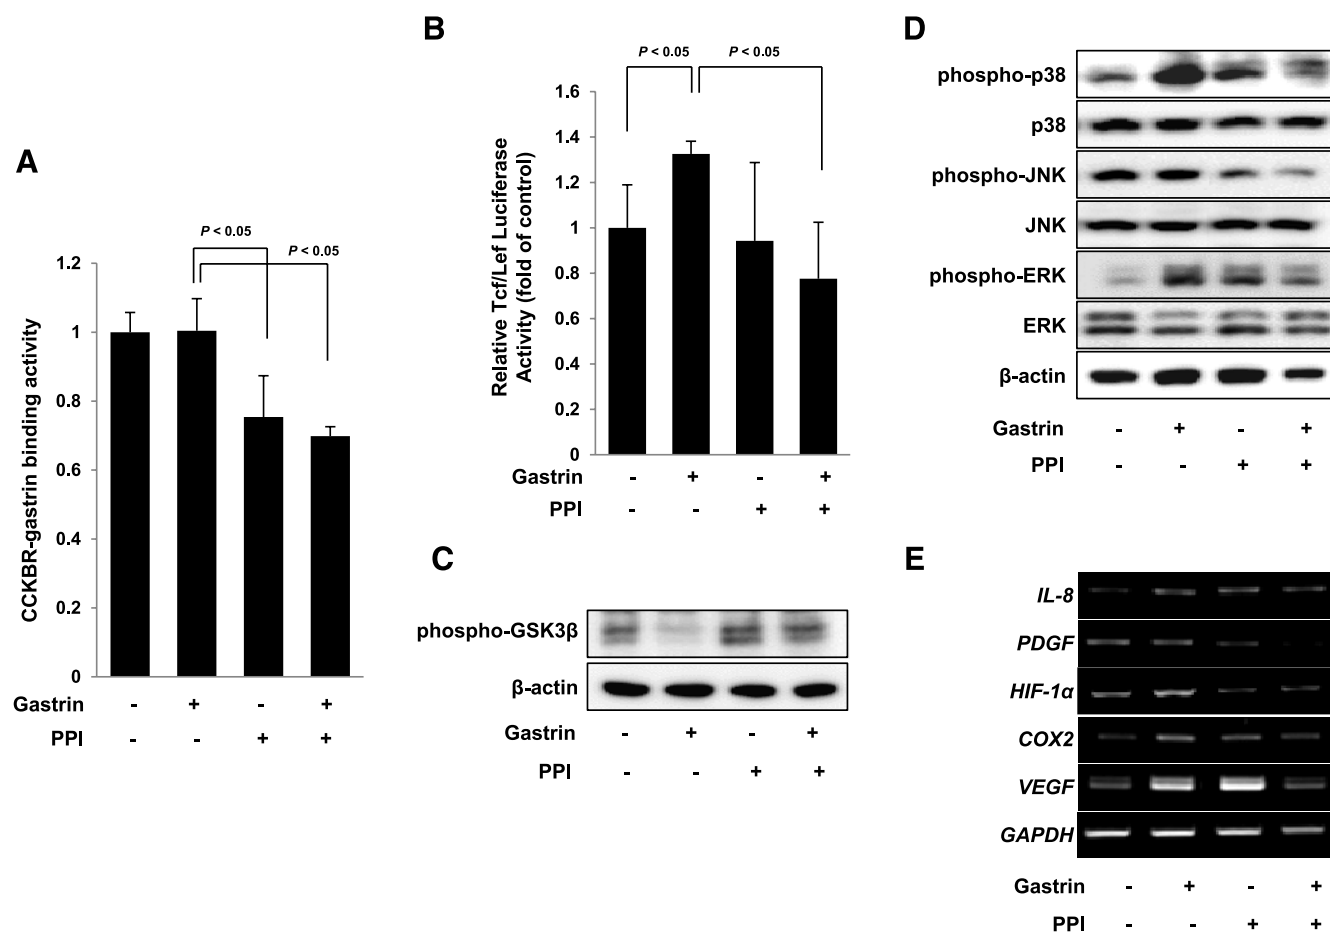 A
P < 0.05
P < 0.05
CCKBR-gastrin binding activity
1.2
1
0.8
0.6
0.4
0.2
0
Gastrin - + - +
PPI - - + +
B
P < 0.05
P < 0.05
Relative Tcf/Lef Luciferase
Activity (fold of control)
1.6
1.4
1.2
1
0.8
0.6
0.4
0.2
0
Gastrin - + - +
PPI - - + +
C
phospho-GSK3β
β-actin
Gastrin - + - +
PPI - - + +
D
phospho-p38
p38
phospho-JNK
JNK
phospho-ERK
ERK
β-actin
Gastrin - + - +
PPI - - + +
E
IL-8
PDGF
HIF-1α
COX2
VEGF
GAPDH
Gastrin - + - +
PPI - - + +